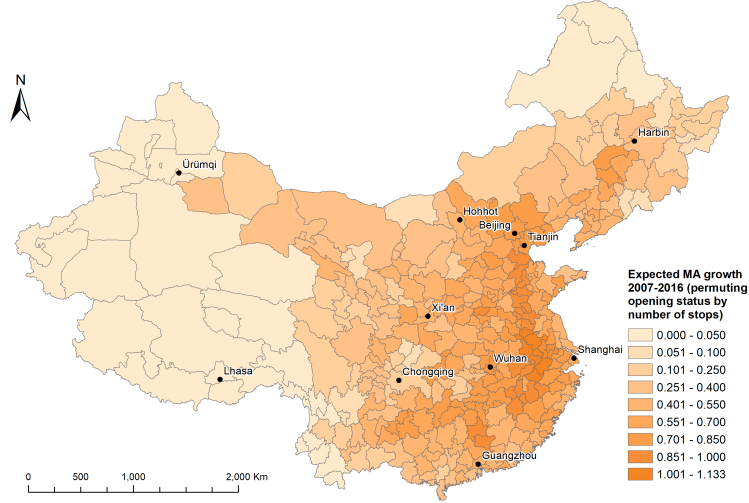 N
Harbin
Ürümqi
Hohhot
Beijing
Tianjin
Expected MA growth
2007-2016 (permuting
opening status by
number of stops)
Xi'an
0.000 - 0.050
Shanghai
0.051 - 0.100
Wuhan
Lhasa
Chongqing
0.101 - 0.250
0.251 - 0.400
0.401 - 0.550
0.551 - 0.700
0.701 - 0.850
Guangzhou
0.851 - 1.000
1.001 - 1.133
0 500 1,000 2,000 Km